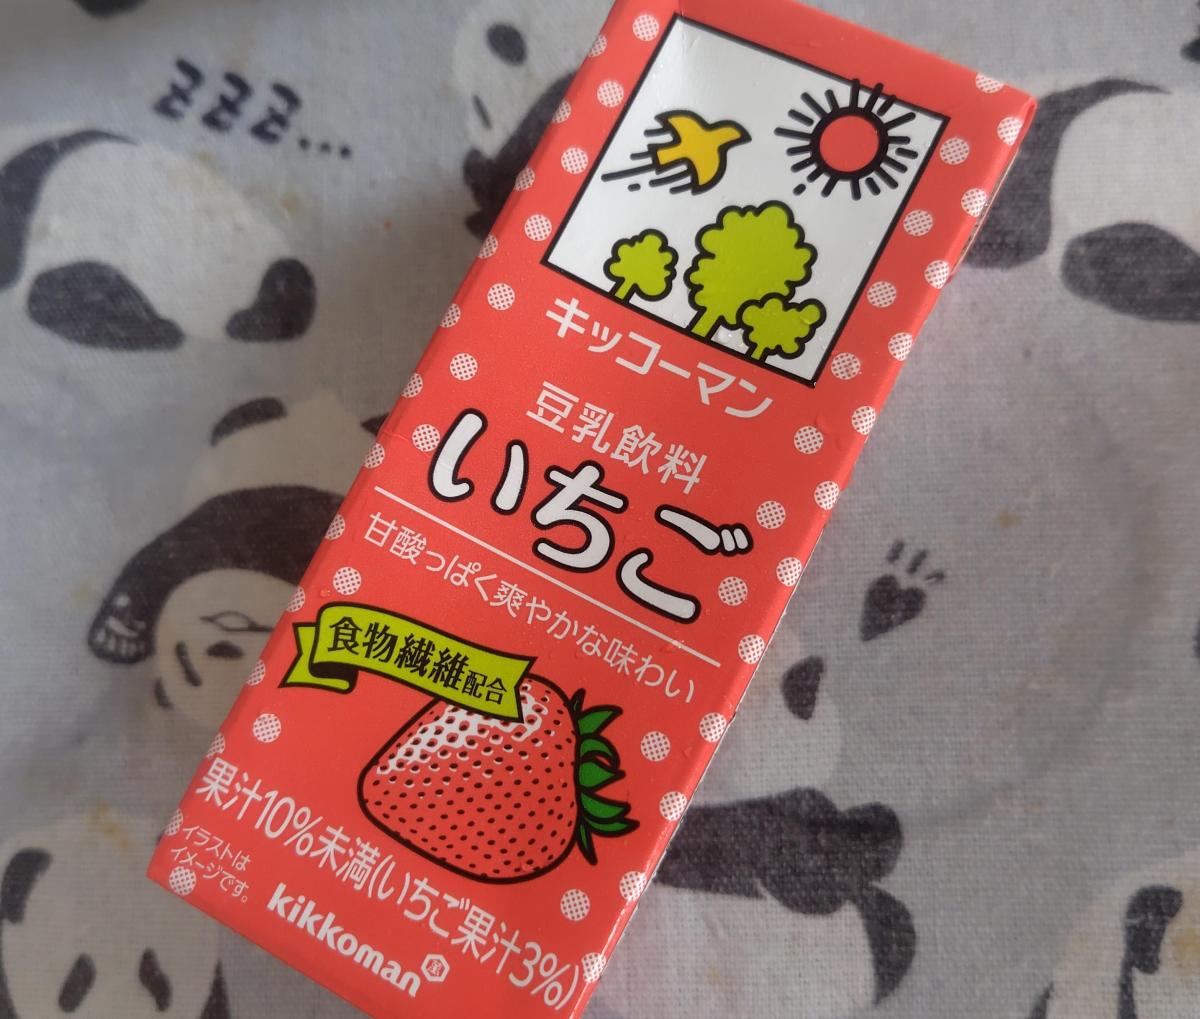 zzz...
キッコーマン
豆乳飲料
いちご
甘酸っぱく爽やかな味わい
食物繊維配合
果汁10%未満(いちご果汁3%)
イラストは
イメージです。
kikkoman